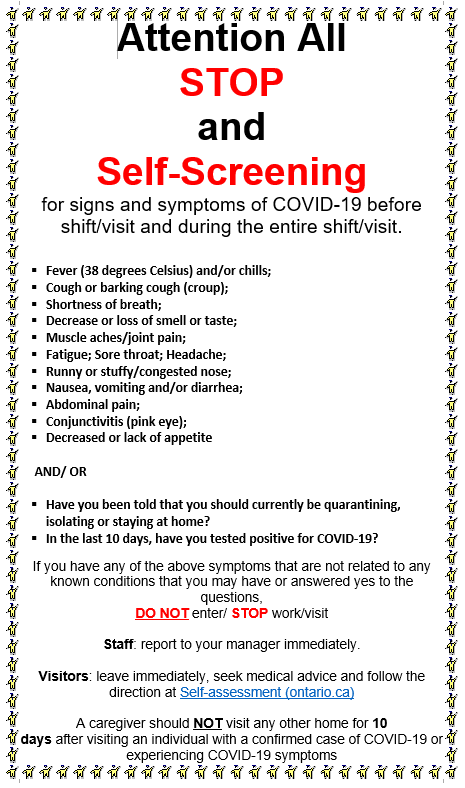 Attention All
STOP
and
Self-Screening
for signs and symptoms of COVID-19 before
shift/visit and during the entire shift/visit.
▪ Fever (38 degrees Celsius) and/or chills;
▪ Cough or barking cough (croup);
▪ Shortness of breath;
▪ Decrease or loss of smell or taste;
▪ Muscle aches/joint pain;
▪ Fatigue; Sore throat; Headache;
▪ Runny or stuffy/congested nose;
▪ Nausea, vomiting and/or diarrhea;
▪ Abdominal pain;
▪ Conjunctivitis (pink eye);
▪ Decreased or lack of appetite
AND/ OR
▪ Have you been told that you should currently be quarantining,
isolating or staying at home?
▪ In the last 10 days, have you tested positive for COVID-19?
If you have any of the above symptoms that are not related to any
known conditions that you may have or answered yes to the
questions,
DO NOT enter/ STOP work/visit
Staff: report to your manager immediately.
Visitors: leave immediately, seek medical advice and follow the
direction at Self-assessment (ontario.ca)
A caregiver should NOT visit any other home for 10
days after visiting an individual with a confirmed case of COVID-19 or
experiencing COVID-19 symptoms